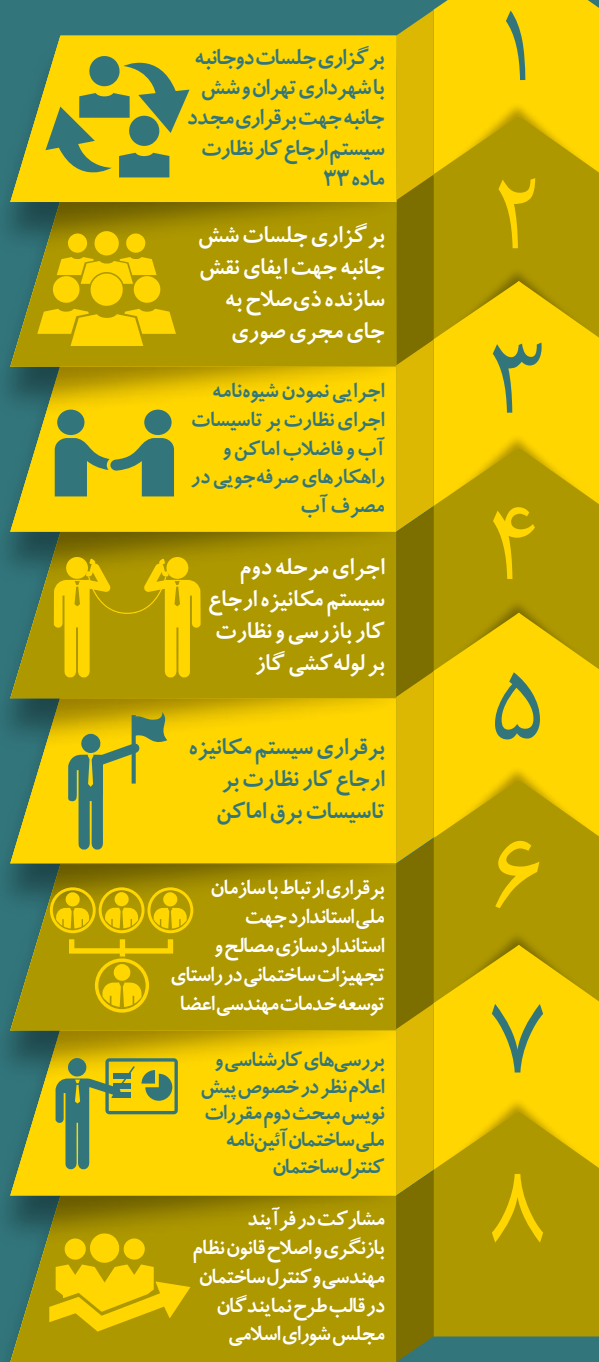 ۱
برگزاری جلسات دوجانبه
با شهرداری تهران و شش
جانبه جهت برقراری مجدد
سیستم ارجاع کار نظارت
ماده ۳۳
۲
برگزاری جلسات شش
جانبه جهت ایفای نقش
سازنده ذی‌صلاح به
جای مجری صوری
۳
اجرایی نمودن شیوه‌نامه
اجرای نظارت بر تاسیسات
آب و فاضلاب اماکن و
راهکارهای صرفه‌جویی در
مصرف آب
۴
اجرای مرحله دوم
سیستم مکانیزه ارجاع
کار بازرسی و نظارت
بر لوله‌کشی گاز
۵
برقراری سیستم مکانیزه
ارجاع کار نظارت بر
تاسیسات برق اماکن
۶
برقراری ارتباط با سازمان
ملی استاندارد جهت
استانداردسازی مصالح و
تجهیزات ساختمانی در راستای
توسعه خدمات مهندسی اعضا
۷
بررسی‌های کارشناسی و
اعلام نظر در خصوص پیش
نویس مبحث دوم مقررات
ملی ساختمان آئین‌نامه
کنترل ساختمان
۸
مشارکت در فرآیند
بازنگری و اصلاح قانون نظام
مهندسی و کنترل ساختمان
در قالب طرح نمایندگان
مجلس شورای اسلامی